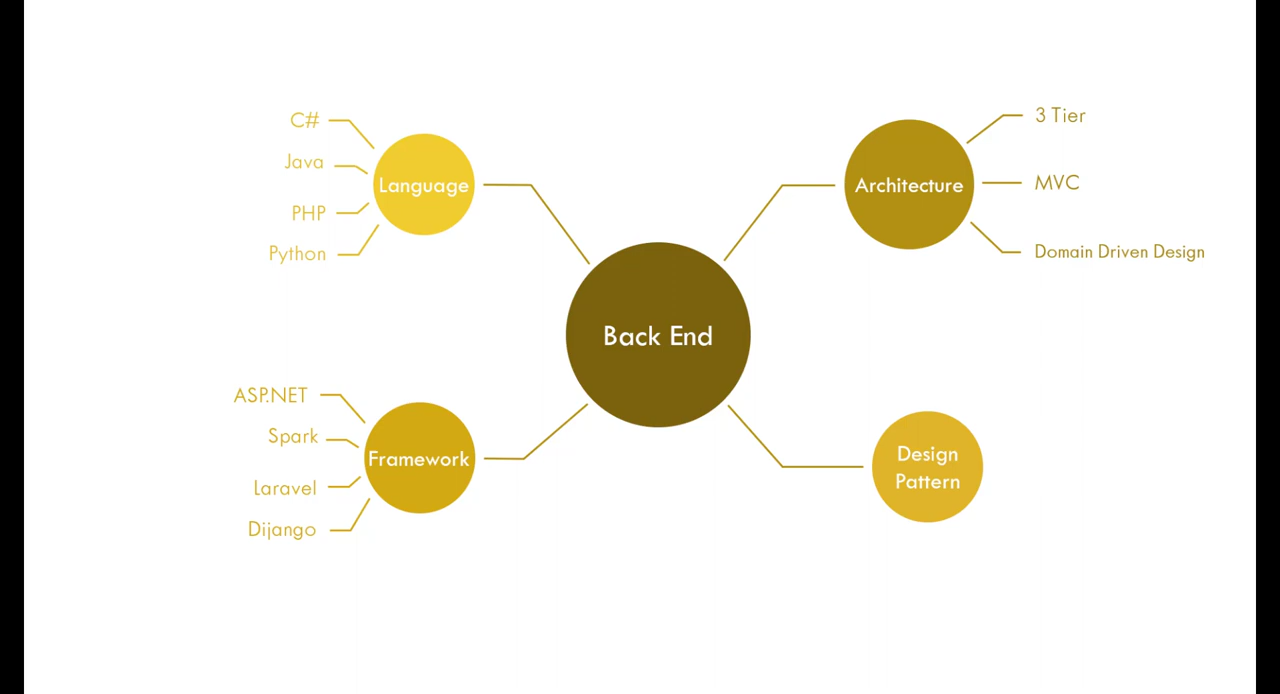 C#
Java
PHP
Python
Language
3 Tier
MVC
Domain Driven Design
Architecture
Back End
ASP.NET
Spark
Laravel
Dijango
Framework
Design
Pattern